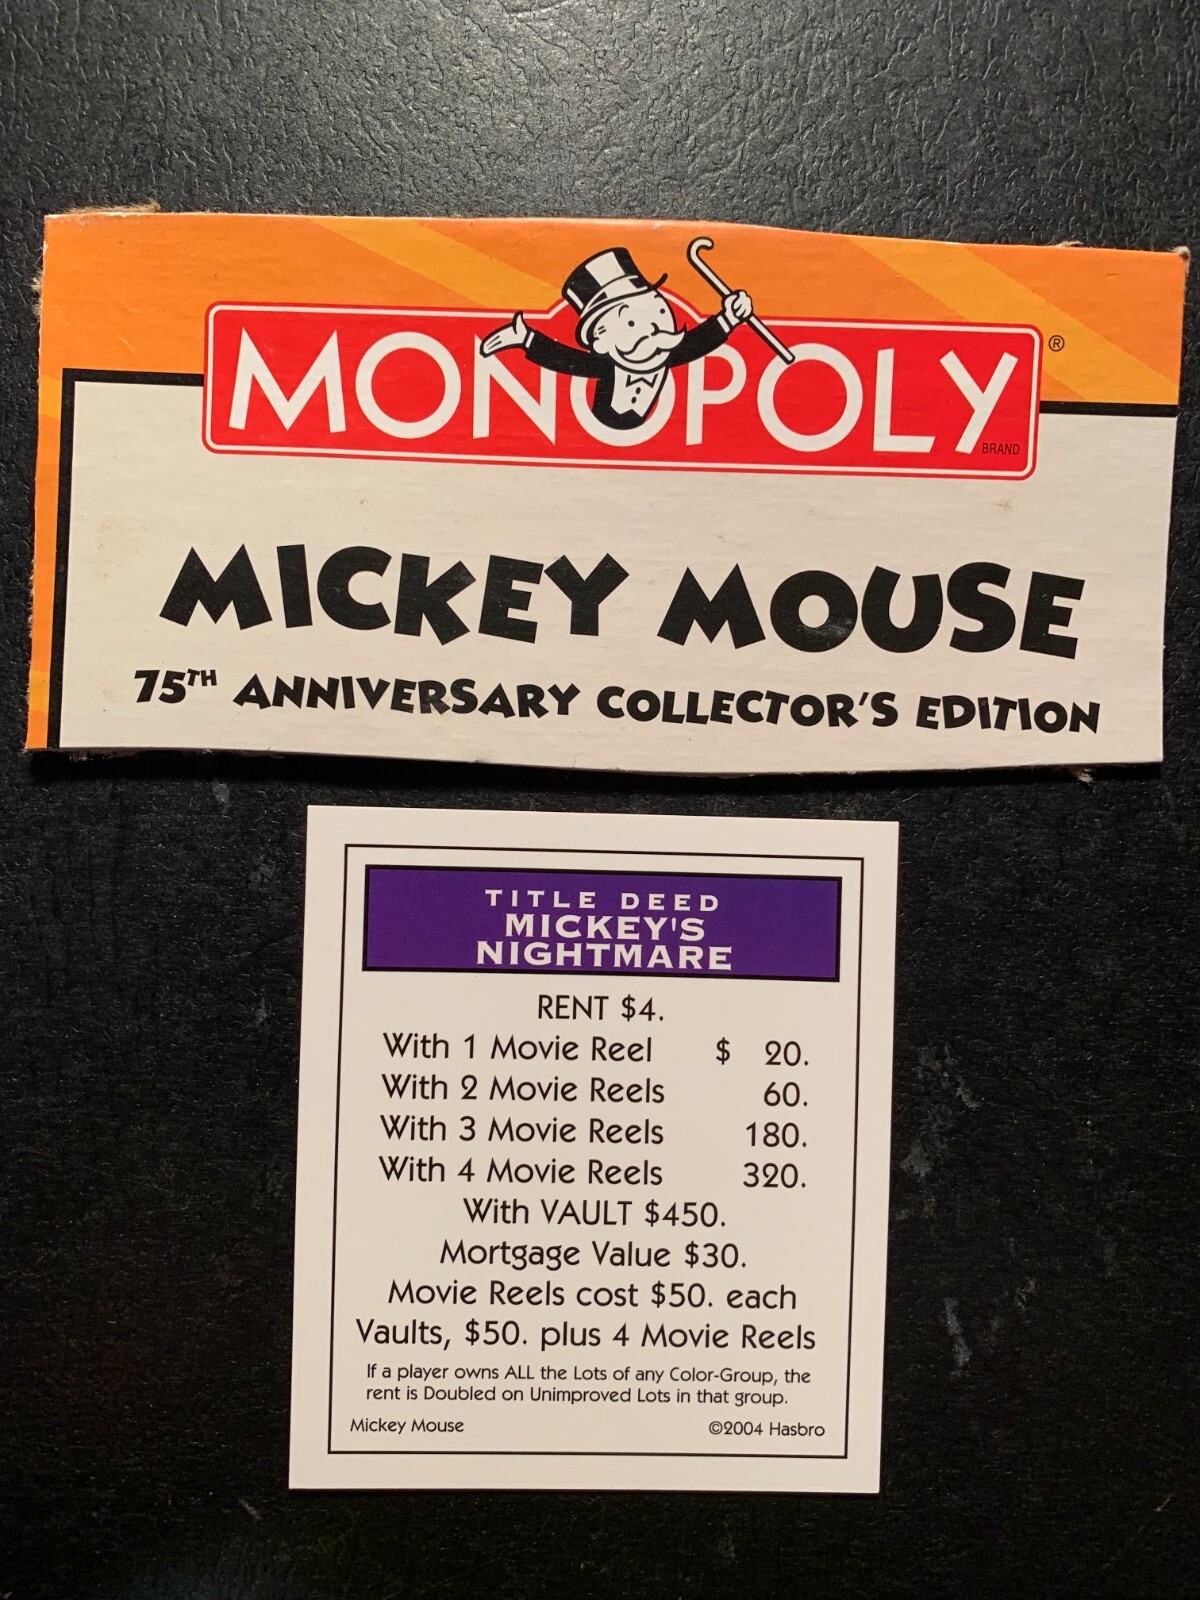 MONOPOLY
®
BRAND
MICKEY MOUSE
75TH ANNIVERSARY COLLECTOR'S EDITION
TITLE DEED
MICKEY'S
NIGHTMARE
RENT $4.
With 1 Movie Reel $ 20.
With 2 Movie Reels 60.
With 3 Movie Reels 180.
With 4 Movie Reels 320.
With VAULT $450.
Mortgage Value $30.
Movie Reels cost $50. each
Vaults, $50. plus 4 Movie Reels
If a player owns ALL the Lots of any Color-Group, the
rent is Doubled on Unimproved Lots in that group.
Mickey Mouse ©2004 Hasbro